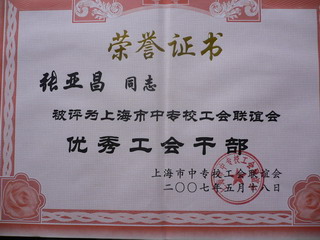 荣誉证书
张亚昌 同志
被评为上海市中专校工会联谊会
优秀工会干部
上海市中专校工会联谊会
二〇〇七年五月十八日